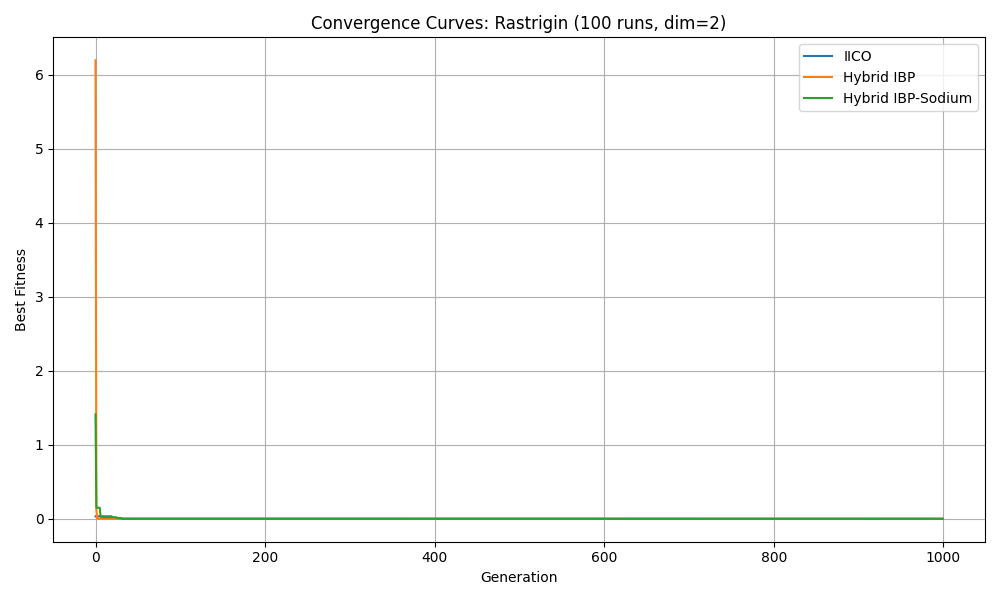 Convergence Curves: Rastrigin (100 runs, dim=2)
IICO
Hybrid IBP
Hybrid IBP-Sodium
Best Fitness
6
5
4
3
2
1
0
0 200 400 600 800 1000
Generation